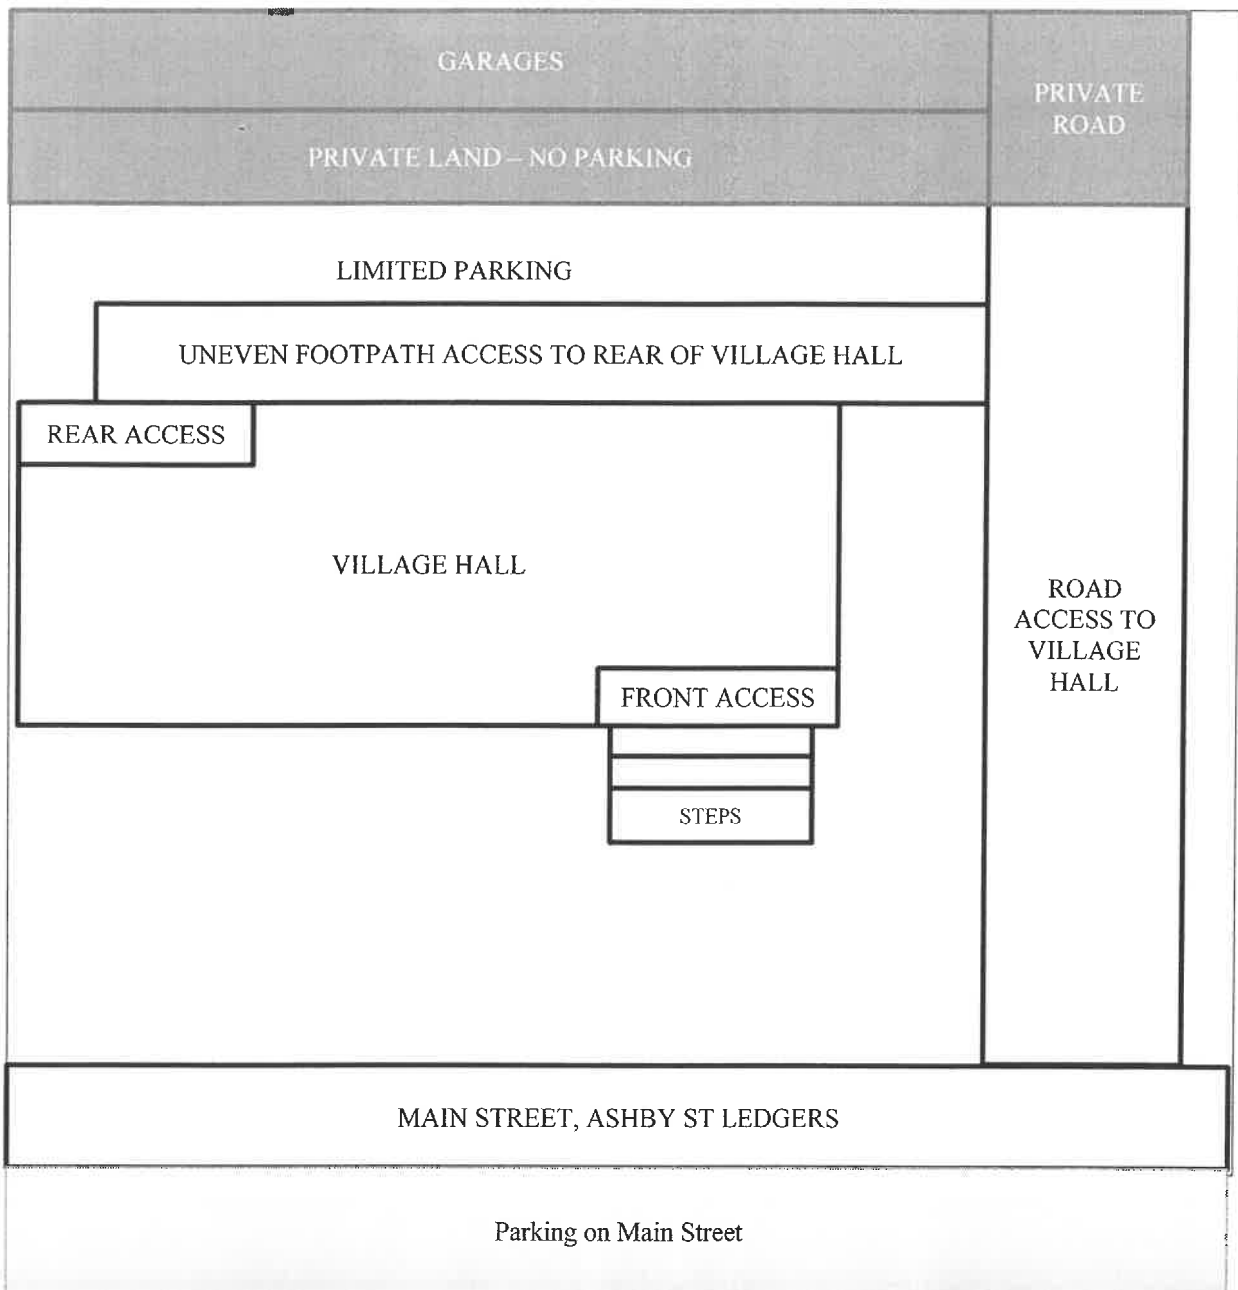 GARAGES
PRIVATE
ROAD
PRIVATE LAND – NO PARKING
LIMITED PARKING
UNEVEN FOOTPATH ACCESS TO REAR OF VILLAGE HALL
REAR ACCESS
VILLAGE HALL
ROAD
ACCESS TO
VILLAGE
HALL
FRONT ACCESS
STEPS
MAIN STREET, ASHBY ST LEDGERS
Parking on Main Street